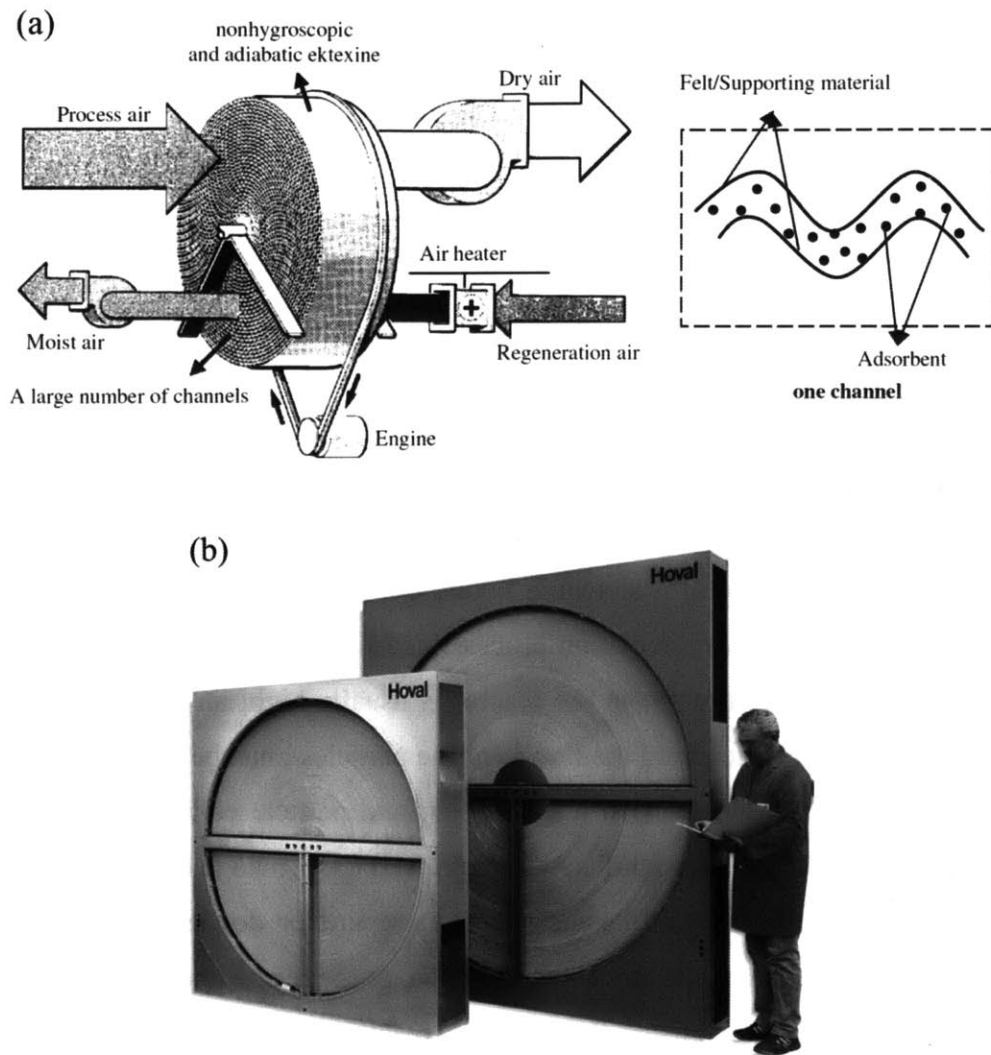 (a)
nonhygroscopic
and adiabatic ektexine
Process air
Dry air
Air heater
+
Moist air
Regeneration air
A large number of channels
Engine
Felt/Supporting material
Adsorbent
one channel
(b)
Hoval
Hoval